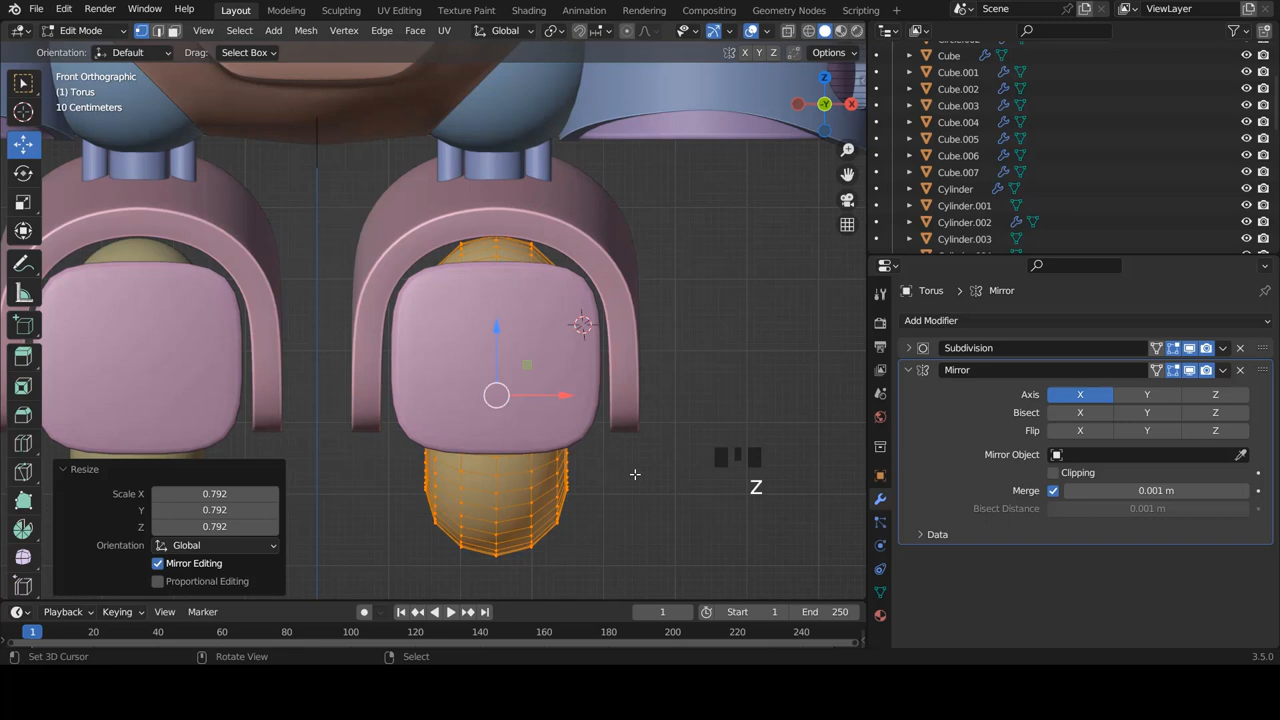 File Edit Render Window Help Layout Modeling Sculpting UV Editing Texture Paint Shading Animation Rendering Compositing Geometry Nodes Scripting + Scene ViewLayer
Edit Mode View Select Add Mesh Vertex Edge Face UV Global
Orientation: Default Drag: Select Box X Y Z Options
Front Orthographic
(1) Torus
10 Centimeters
Z
X
-Y
Cube
Cube.001
Cube.002
Cube.003
Cube.004
Cube.005
Cube.006
Cube.007
Cylinder
Cylinder.001
Cylinder.002
Cylinder.003
Torus > Mirror
Add Modifier
Subdivision
Mirror
Axis X Y Z
Bisect X Y Z
Flip X Y Z
Mirror Object
Clipping
Merge 0.001 m
Bisect Distance 0.001 m
Data
Resize
Scale X 0.792
Y 0.792
Z 0.792
Orientation Global
Mirror Editing
Proportional Editing
Z
Playback Keying View Marker 1 Start 1 End 250
1 20 40 60 80 100 120 140 160 180 200 220 240
Set 3D Cursor Rotate View Select 3.5.0